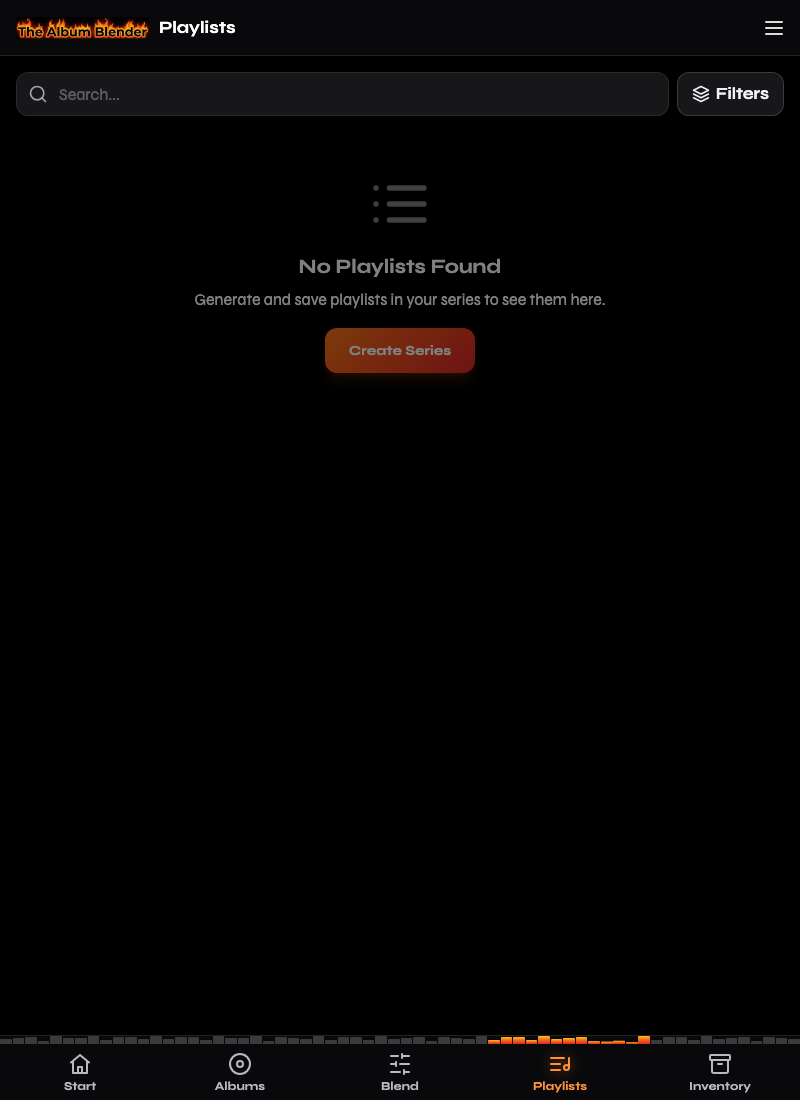 The Album Blender Playlists
Search... Filters
No Playlists Found
Generate and save playlists in your series to see them here.
Create Series
Start Albums Blend Playlists Inventory